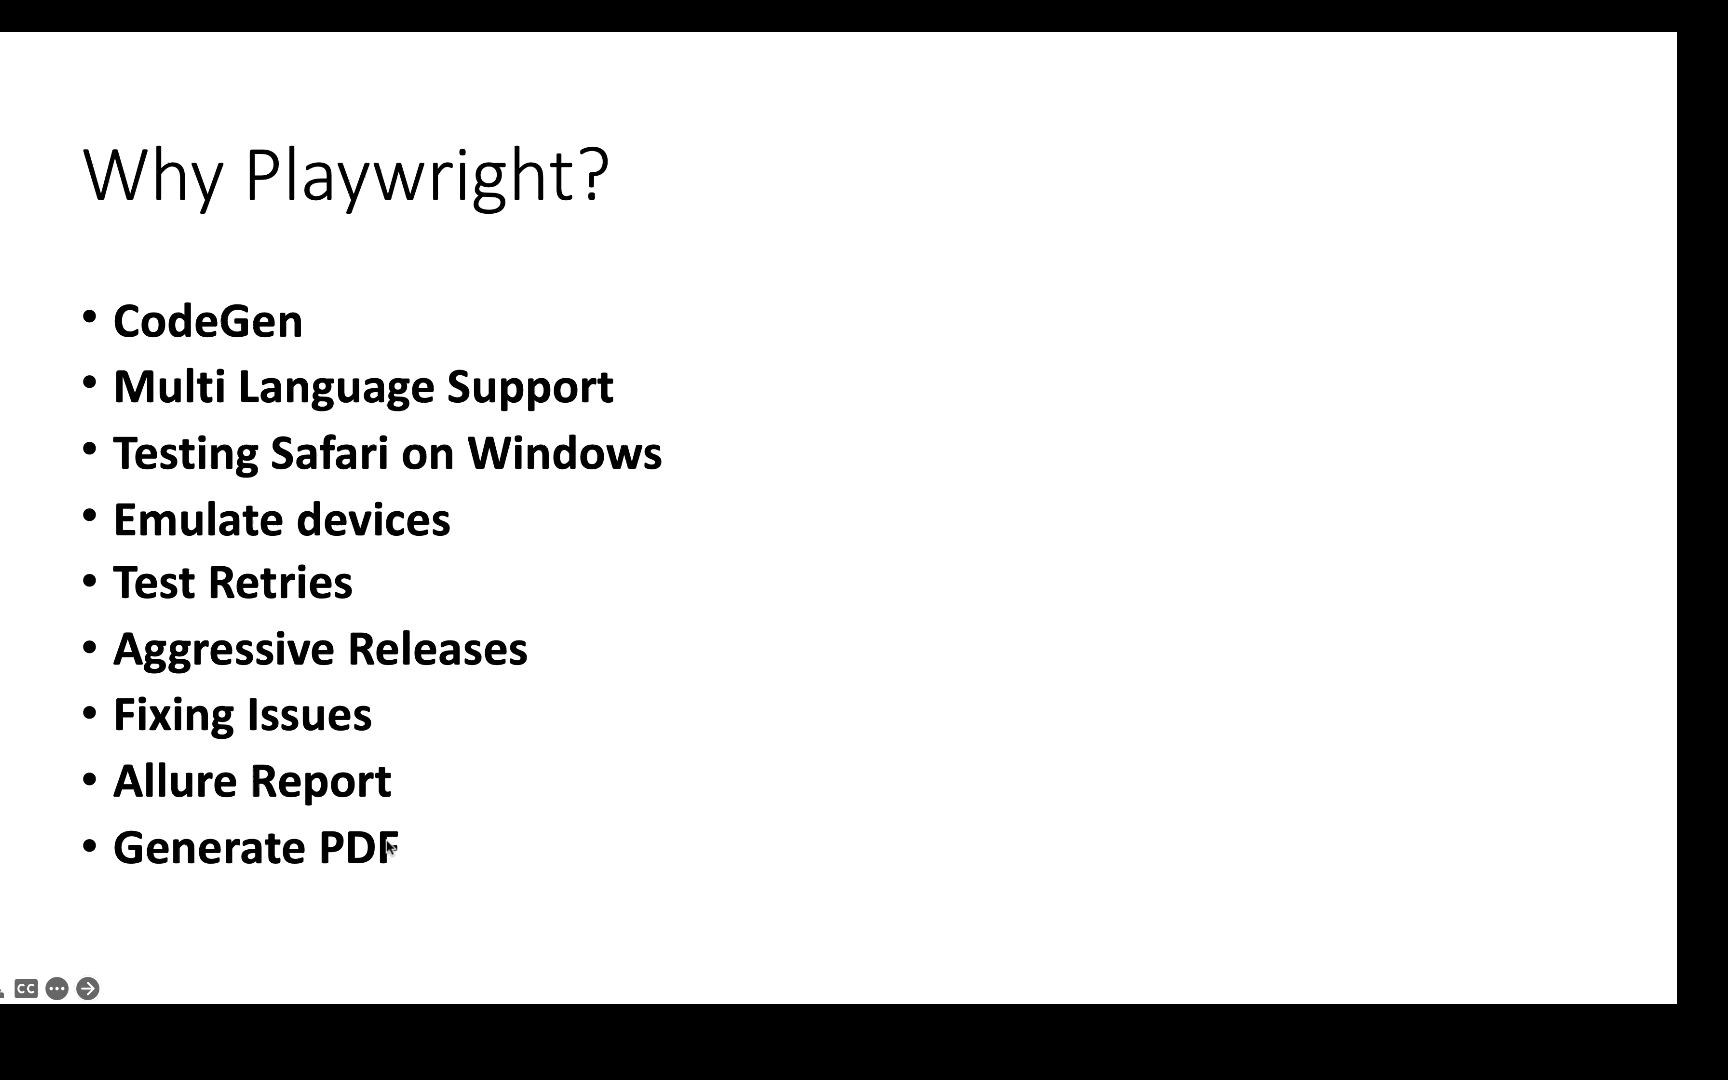 Why Playwright?
• CodeGen
• Multi Language Support
• Testing Safari on Windows
• Emulate devices
• Test Retries
• Aggressive Releases
• Fixing Issues
• Allure Report
• Generate PDF
CC